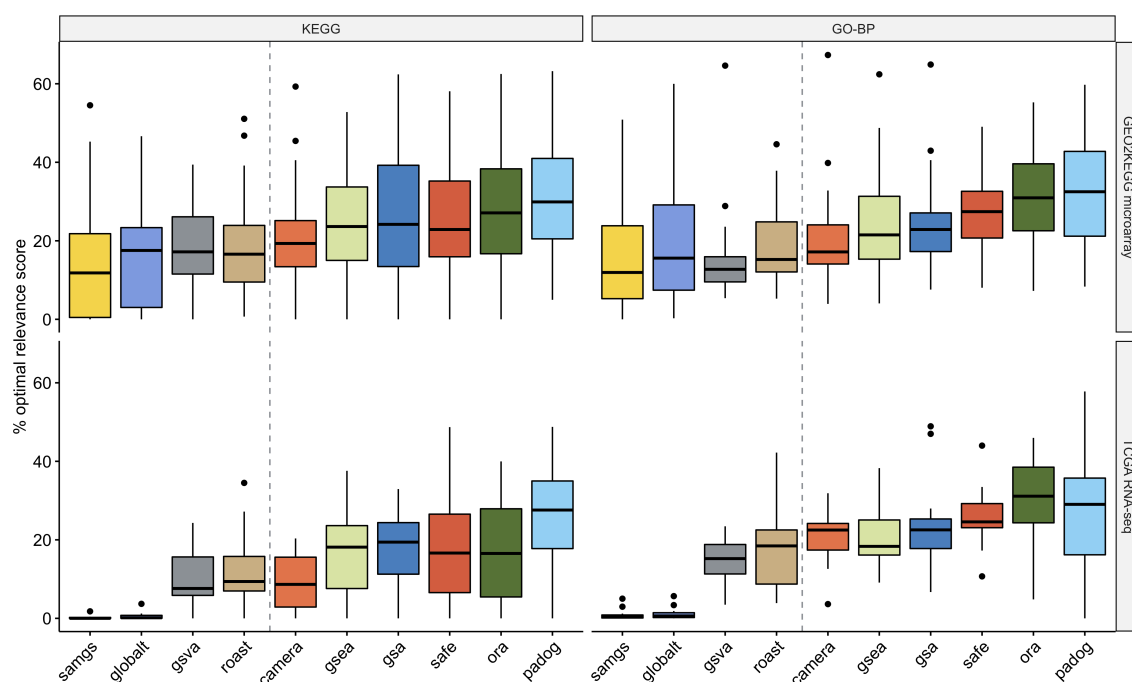 KEGG
GO-BP
% optimal relevance score
60
40
20
0
GEO2KEGG microarray
60
40
20
0
TCGA RNA-seq
samgs
globalt
gsva
roast
camera
gsea
gsa
safe
ora
padog
samgs
globalt
gsva
roast
camera
gsea
gsa
safe
ora
padog